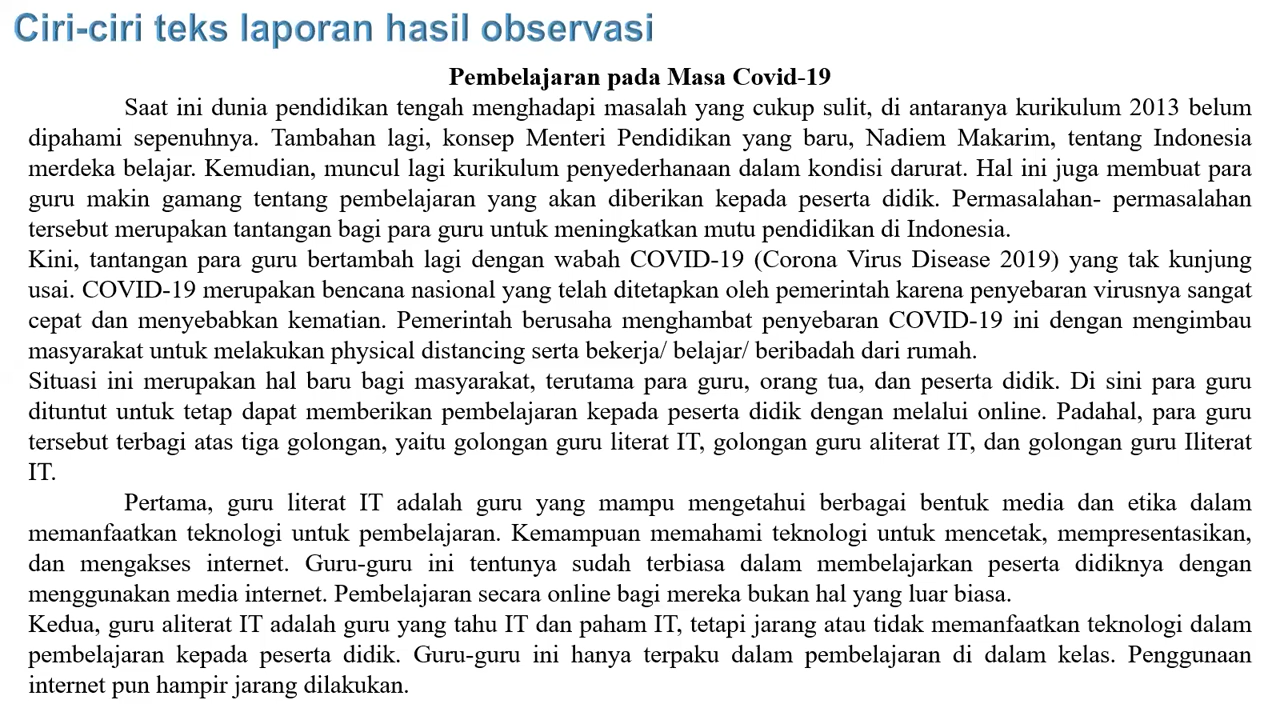 Ciri-ciri teks laporan hasil observasi
Pembelajaran pada Masa Covid-19
Saat ini dunia pendidikan tengah menghadapi masalah yang cukup sulit, di antaranya kurikulum 2013 belum
dipahami sepenuhnya. Tambahan lagi, konsep Menteri Pendidikan yang baru, Nadiem Makarim, tentang Indonesia
merdeka belajar. Kemudian, muncul lagi kurikulum penyederhanaan dalam kondisi darurat. Hal ini juga membuat para
guru makin gamang tentang pembelajaran yang akan diberikan kepada peserta didik. Permasalahan- permasalahan
tersebut merupakan tantangan bagi para guru untuk meningkatkan mutu pendidikan di Indonesia.
Kini, tantangan para guru bertambah lagi dengan wabah COVID-19 (Corona Virus Disease 2019) yang tak kunjung
usai. COVID-19 merupakan bencana nasional yang telah ditetapkan oleh pemerintah karena penyebaran virusnya sangat
cepat dan menyebabkan kematian. Pemerintah berusaha menghambat penyebaran COVID-19 ini dengan mengimbau
masyarakat untuk melakukan physical distancing serta bekerja/ belajar/ beribadah dari rumah.
Situasi ini merupakan hal baru bagi masyarakat, terutama para guru, orang tua, dan peserta didik. Di sini para guru
dituntut untuk tetap dapat memberikan pembelajaran kepada peserta didik dengan melalui online. Padahal, para guru
tersebut terbagi atas tiga golongan, yaitu golongan guru literat IT, golongan guru aliterat IT, dan golongan guru Iliterat
IT.
Pertama, guru literat IT adalah guru yang mampu mengetahui berbagai bentuk media dan etika dalam
memanfaatkan teknologi untuk pembelajaran. Kemampuan memahami teknologi untuk mencetak, mempresentasikan,
dan mengakses internet. Guru-guru ini tentunya sudah terbiasa dalam membelajarkan peserta didiknya dengan
menggunakan media internet. Pembelajaran secara online bagi mereka bukan hal yang luar biasa.
Kedua, guru aliterat IT adalah guru yang tahu IT dan paham IT, tetapi jarang atau tidak memanfaatkan teknologi dalam
pembelajaran kepada peserta didik. Guru-guru ini hanya terpaku dalam pembelajaran di dalam kelas. Penggunaan
internet pun hampir jarang dilakukan.